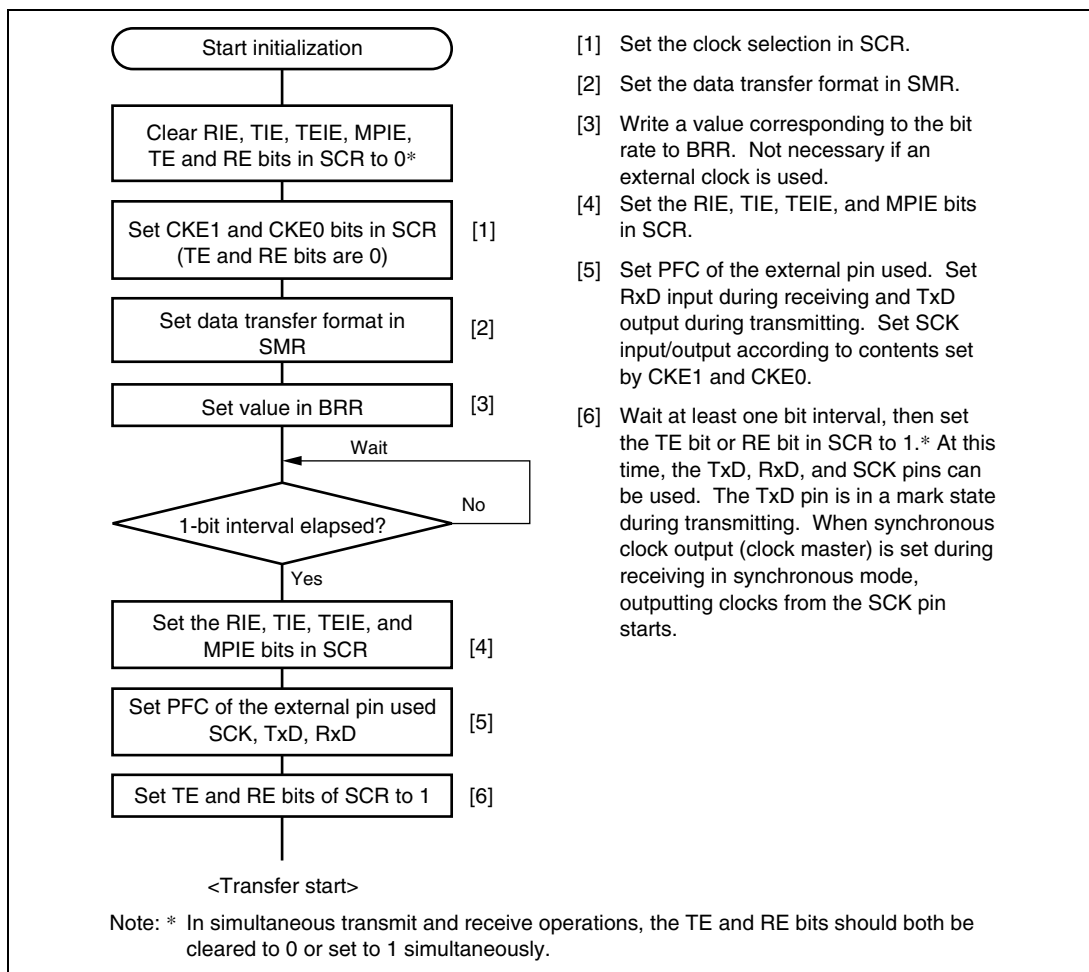 Start initialization
Clear RIE, TIE, TEIE, MPIE,
TE and RE bits in SCR to 0*
Set CKE1 and CKE0 bits in SCR
(TE and RE bits are 0)
[1]
Set data transfer format in
SMR
[2]
Set value in BRR
[3]
Wait
1-bit interval elapsed?
No
Yes
Set the RIE, TIE, TEIE, and
MPIE bits in SCR
[4]
Set PFC of the external pin used
SCK, TxD, RxD
[5]
Set TE and RE bits of SCR to 1
[6]
<Transfer start>
[1] Set the clock selection in SCR.
[2] Set the data transfer format in SMR.
[3] Write a value corresponding to the bit
rate to BRR. Not necessary if an
external clock is used.
[4] Set the RIE, TIE, TEIE, and MPIE bits
in SCR.
[5] Set PFC of the external pin used. Set
RxD input during receiving and TxD
output during transmitting. Set SCK
input/output according to contents set
by CKE1 and CKE0.
[6] Wait at least one bit interval, then set
the TE bit or RE bit in SCR to 1.* At this
time, the TxD, RxD, and SCK pins can
be used. The TxD pin is in a mark state
during transmitting. When synchronous
clock output (clock master) is set during
receiving in synchronous mode,
outputting clocks from the SCK pin
starts.
Note: * In simultaneous transmit and receive operations, the TE and RE bits should both be
cleared to 0 or set to 1 simultaneously.